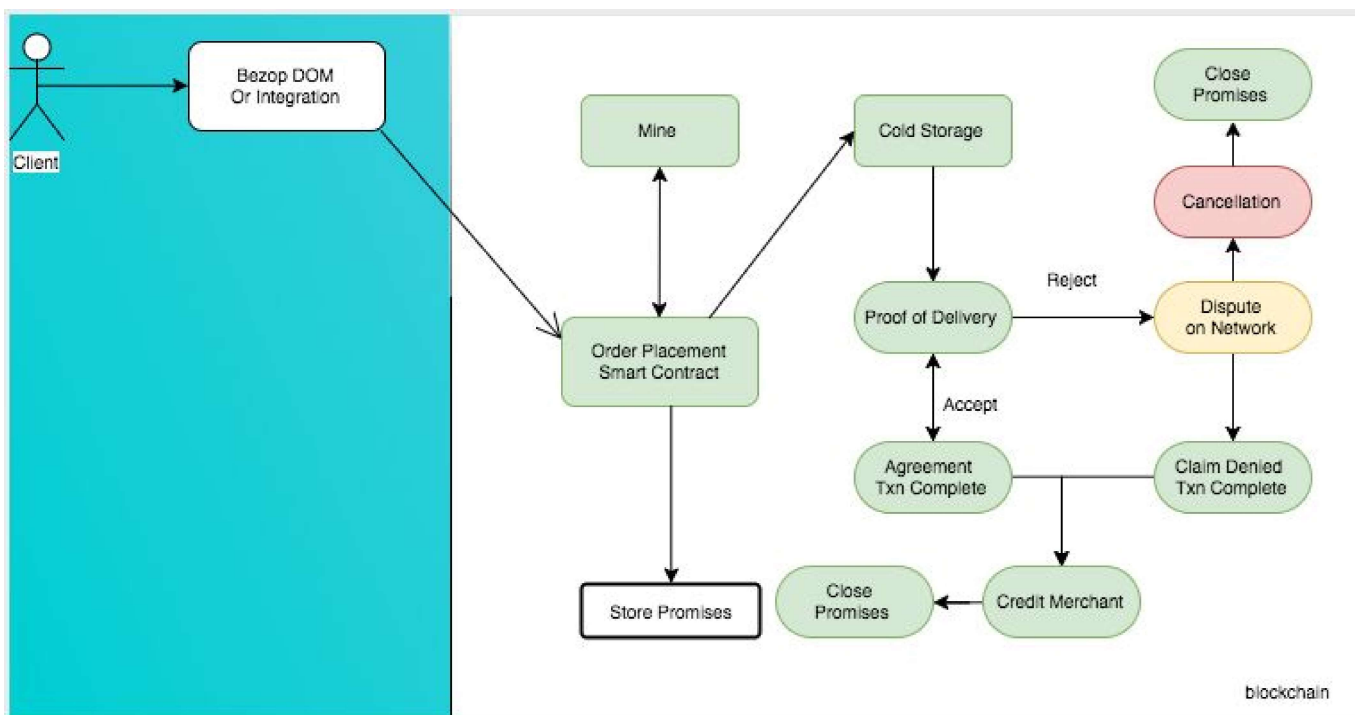 Client
Bezop DOM
Or Integration
Mine
Cold Storage
Close
Promises
Cancellation
Reject
Proof of Delivery
Dispute
on Network
Order Placement
Smart Contract
Accept
Agreement
Txn Complete
Claim Denied
Txn Complete
Store Promises
Close
Promises
Credit Merchant
blockchain